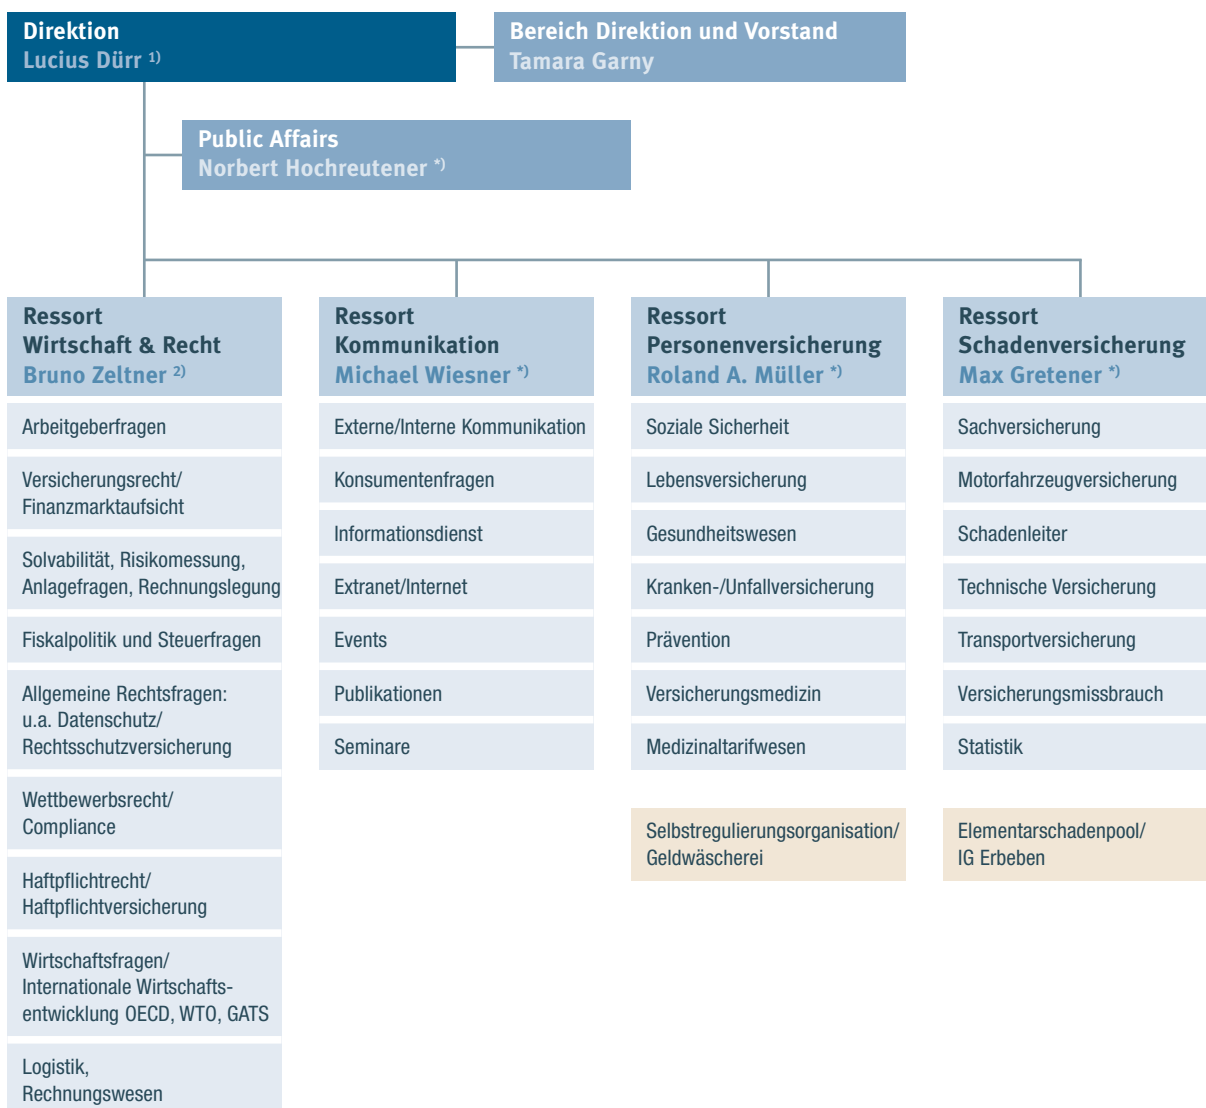 Direktion
Lucius Dürr 1)
Bereich Direktion und Vorstand
Tamara Garny
Public Affairs
Norbert Hochreutener *)
Ressort
Wirtschaft & Recht
Bruno Zeltner 2)
Arbeitgeberfragen
Versicherungsrecht/
Finanzmarktaufsicht
Solvabilität, Risikomessung,
Anlagefragen, Rechnungslegung
Fiskalpolitik und Steuerfragen
Allgemeine Rechtsfragen:
u.a. Datenschutz/
Rechtsschutzversicherung
Wettbewerbsrecht/
Compliance
Haftpflichtrecht/
Haftpflichtversicherung
Wirtschaftsfragen/
Internationale Wirtschafts-
entwicklung OECD, WTO, GATS
Logistik,
Rechnungswesen
Ressort
Kommunikation
Michael Wiesner *)
Externe/Interne Kommunikation
Konsumentenfragen
Informationsdienst
Extranet/Internet
Events
Publikationen
Seminare
Ressort
Personenversicherung
Roland A. Müller *)
Soziale Sicherheit
Lebensversicherung
Gesundheitswesen
Kranken-/Unfallversicherung
Prävention
Versicherungsmedizin
Medizinaltarifwesen
Selbstregulierungsorganisation/
Geldwäscherei
Ressort
Schadenversicherung
Max Gretener *)
Sachversicherung
Motorfahrzeugversicherung
Schadenleiter
Technische Versicherung
Transportversicherung
Versicherungsmissbrauch
Statistik
Elementarschadenpool/
IG Erbeben